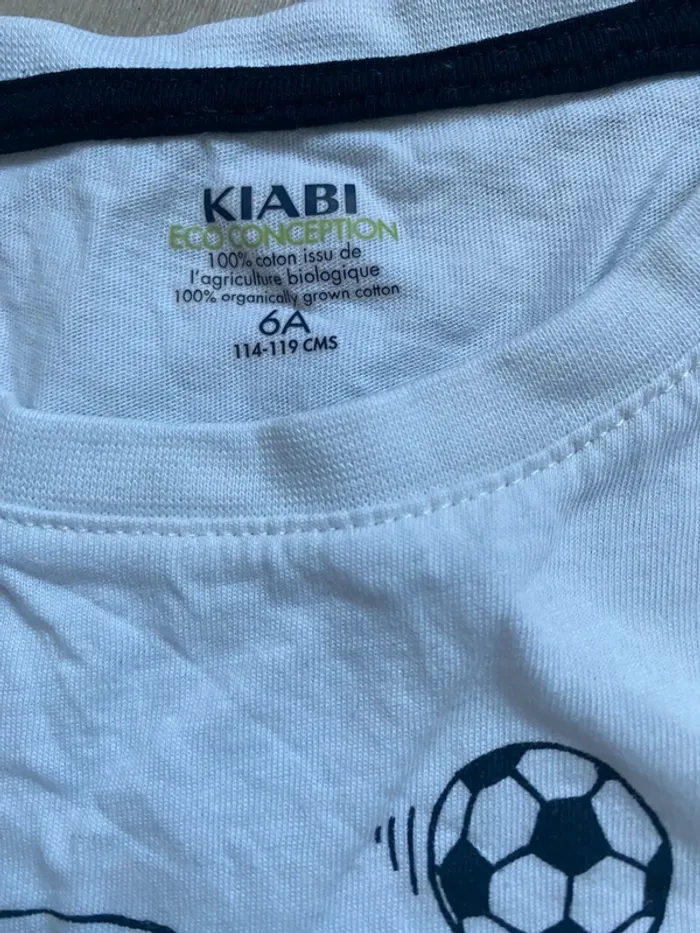 KIABI
ECO CONCEPTION
100% coton issu de
l'agriculture biologique
100% organically grown cotton
6A
114-119 CMS